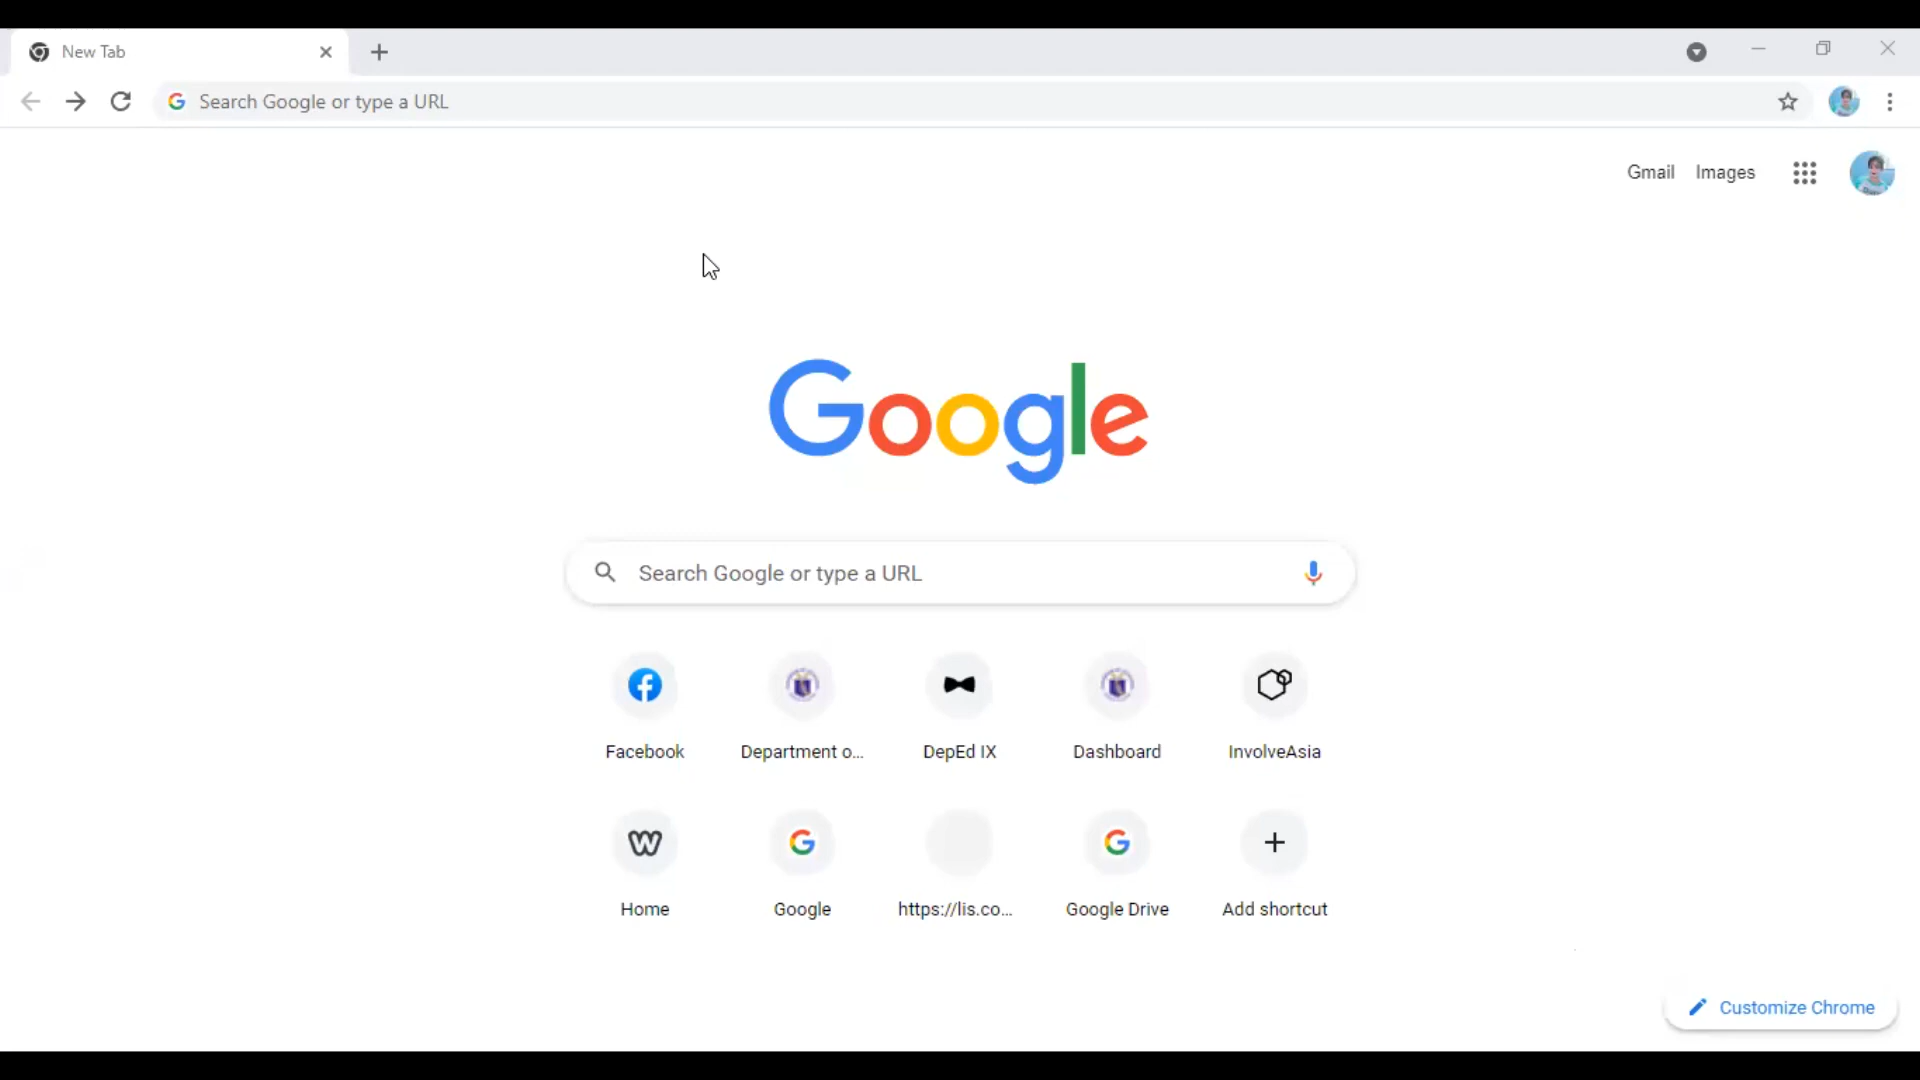 New Tab
Search Google or type a URL
Gmail Images
Google
Search Google or type a URL
Facebook Department o... DepEd IX Dashboard InvolveAsia
Home Google https://lis.co... Google Drive Add shortcut
Customize Chrome